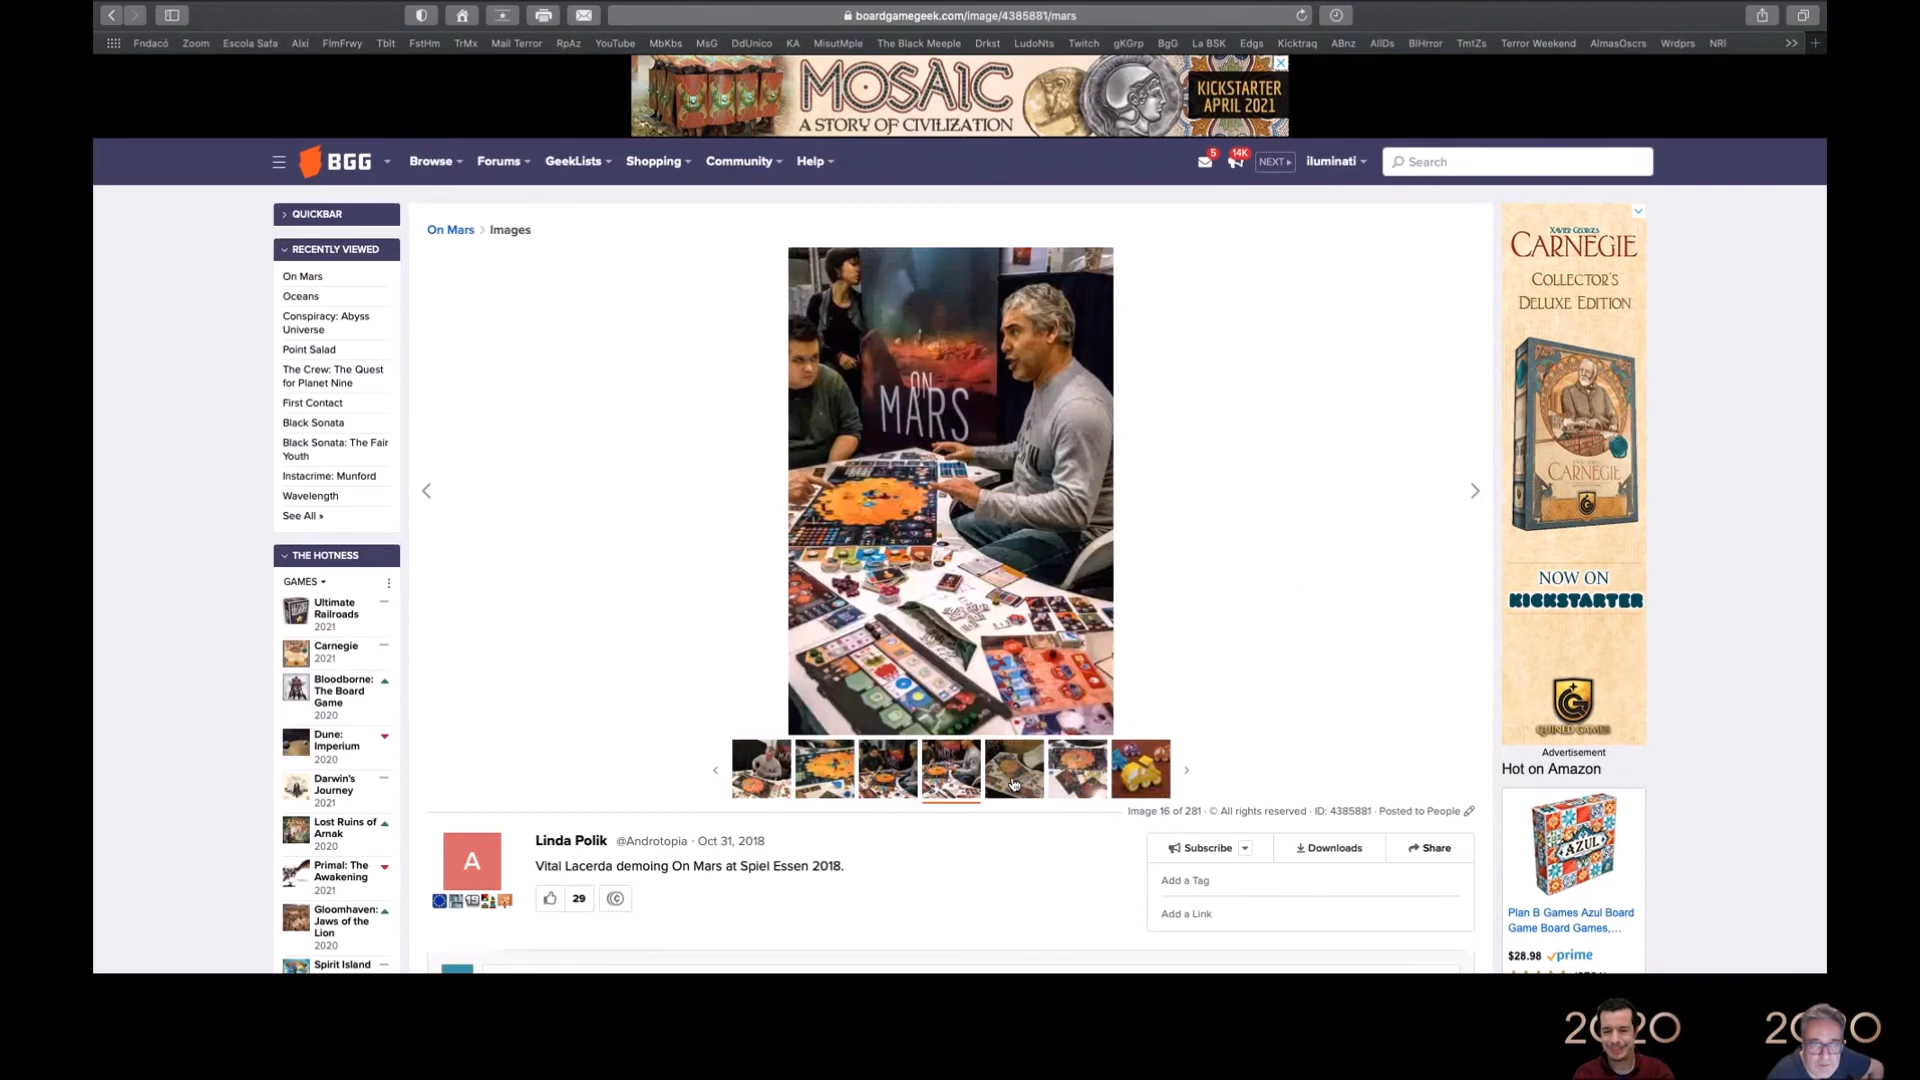 boardgamegeek.com/image/4385881/mars
Fndacó Zoom Escola Safa Alxi FlmFrwy Tblt FstHm TrMx Mail Terror RpAz YouTube MbKbs MsG DdUnico KA MisutMple The Black Meeple Drkst LudoNts Twitch gKGrp BgG La BSK Edgs Kicktraq ABnz AllDs BlHrror TmtZs Terror Weekend AlmasOscrs Wrdprs NRI
MOSAIC
A STORY OF CIVILIZATION
KICKSTARTER
APRIL 2021
BGG Browse Forums GeekLists Shopping Community Help 5 14K NEXT iluminati Search
QUICKBAR
RECENTLY VIEWED
On Mars
Oceans
Conspiracy: Abyss
Universe
Point Salad
The Crew: The Quest
for Planet Nine
First Contact
Black Sonata
Black Sonata: The Fair
Youth
Instacrime: Munford
Wavelength
See All »
THE HOTNESS
GAMES
Ultimate
Railroads
2021
Carnegie
2021
Bloodborne:
The Board
Game
2020
Dune:
Imperium
2020
Darwin's
Journey
2021
Lost Ruins of
Arnak
2020
Primal: The
Awakening
2021
Gloomhaven:
Jaws of the
Lion
2020
Spirit Island
On Mars > Images
ON
MARS
Image 16 of 281 · © All rights reserved · ID: 4385881 · Posted to People
A
Linda Polik @Androtopia · Oct 31, 2018
Vital Lacerda demoing On Mars at Spiel Essen 2018.
29
Subscribe Downloads Share
Add a Tag
Add a Link
XAVIER GEORGES
CARNEGIE
COLLECTOR'S
DELUXE EDITION
CARNEGIE
NOW ON
KICKSTARTER
QUINED GAMES
Advertisement
Hot on Amazon
AZUL
Plan B Games Azul Board
Game Board Games,...
$28.98 prime
2020 2020